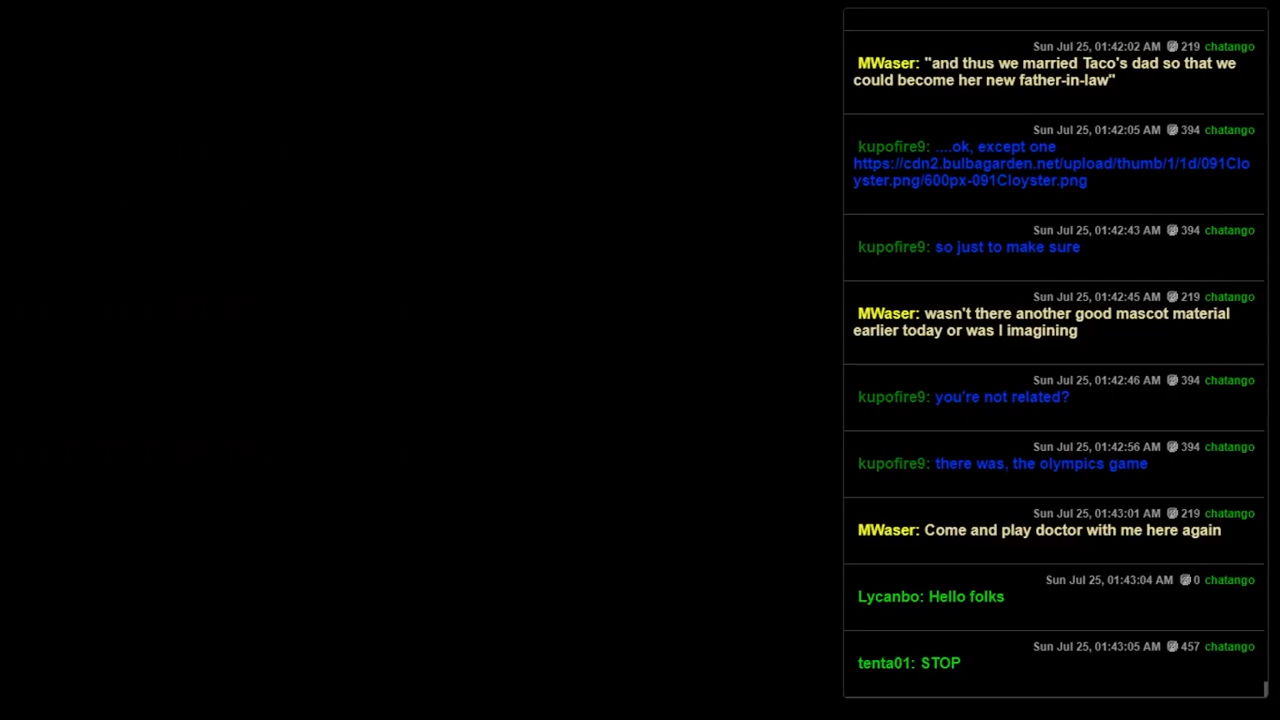 Sun Jul 25, 01:42:02 AM 219 chatango
MWaser: "and thus we married Taco's dad so that we
could become her new father-in-law"
Sun Jul 25, 01:42:05 AM 394 chatango
kupofire9: ....ok, except one
https://cdn2.bulbagarden.net/upload/thumb/1/1d/091Clo
yster.png/600px-091Cloyster.png
Sun Jul 25, 01:42:43 AM 394 chatango
kupofire9: so just to make sure
Sun Jul 25, 01:42:45 AM 219 chatango
MWaser: wasn't there another good mascot material
earlier today or was I imagining
Sun Jul 25, 01:42:46 AM 394 chatango
kupofire9: you're not related?
Sun Jul 25, 01:42:56 AM 394 chatango
kupofire9: there was, the olympics game
Sun Jul 25, 01:43:01 AM 219 chatango
MWaser: Come and play doctor with me here again
Sun Jul 25, 01:43:04 AM 0 chatango
Lycanbo: Hello folks
Sun Jul 25, 01:43:05 AM 457 chatango
tenta01: STOP